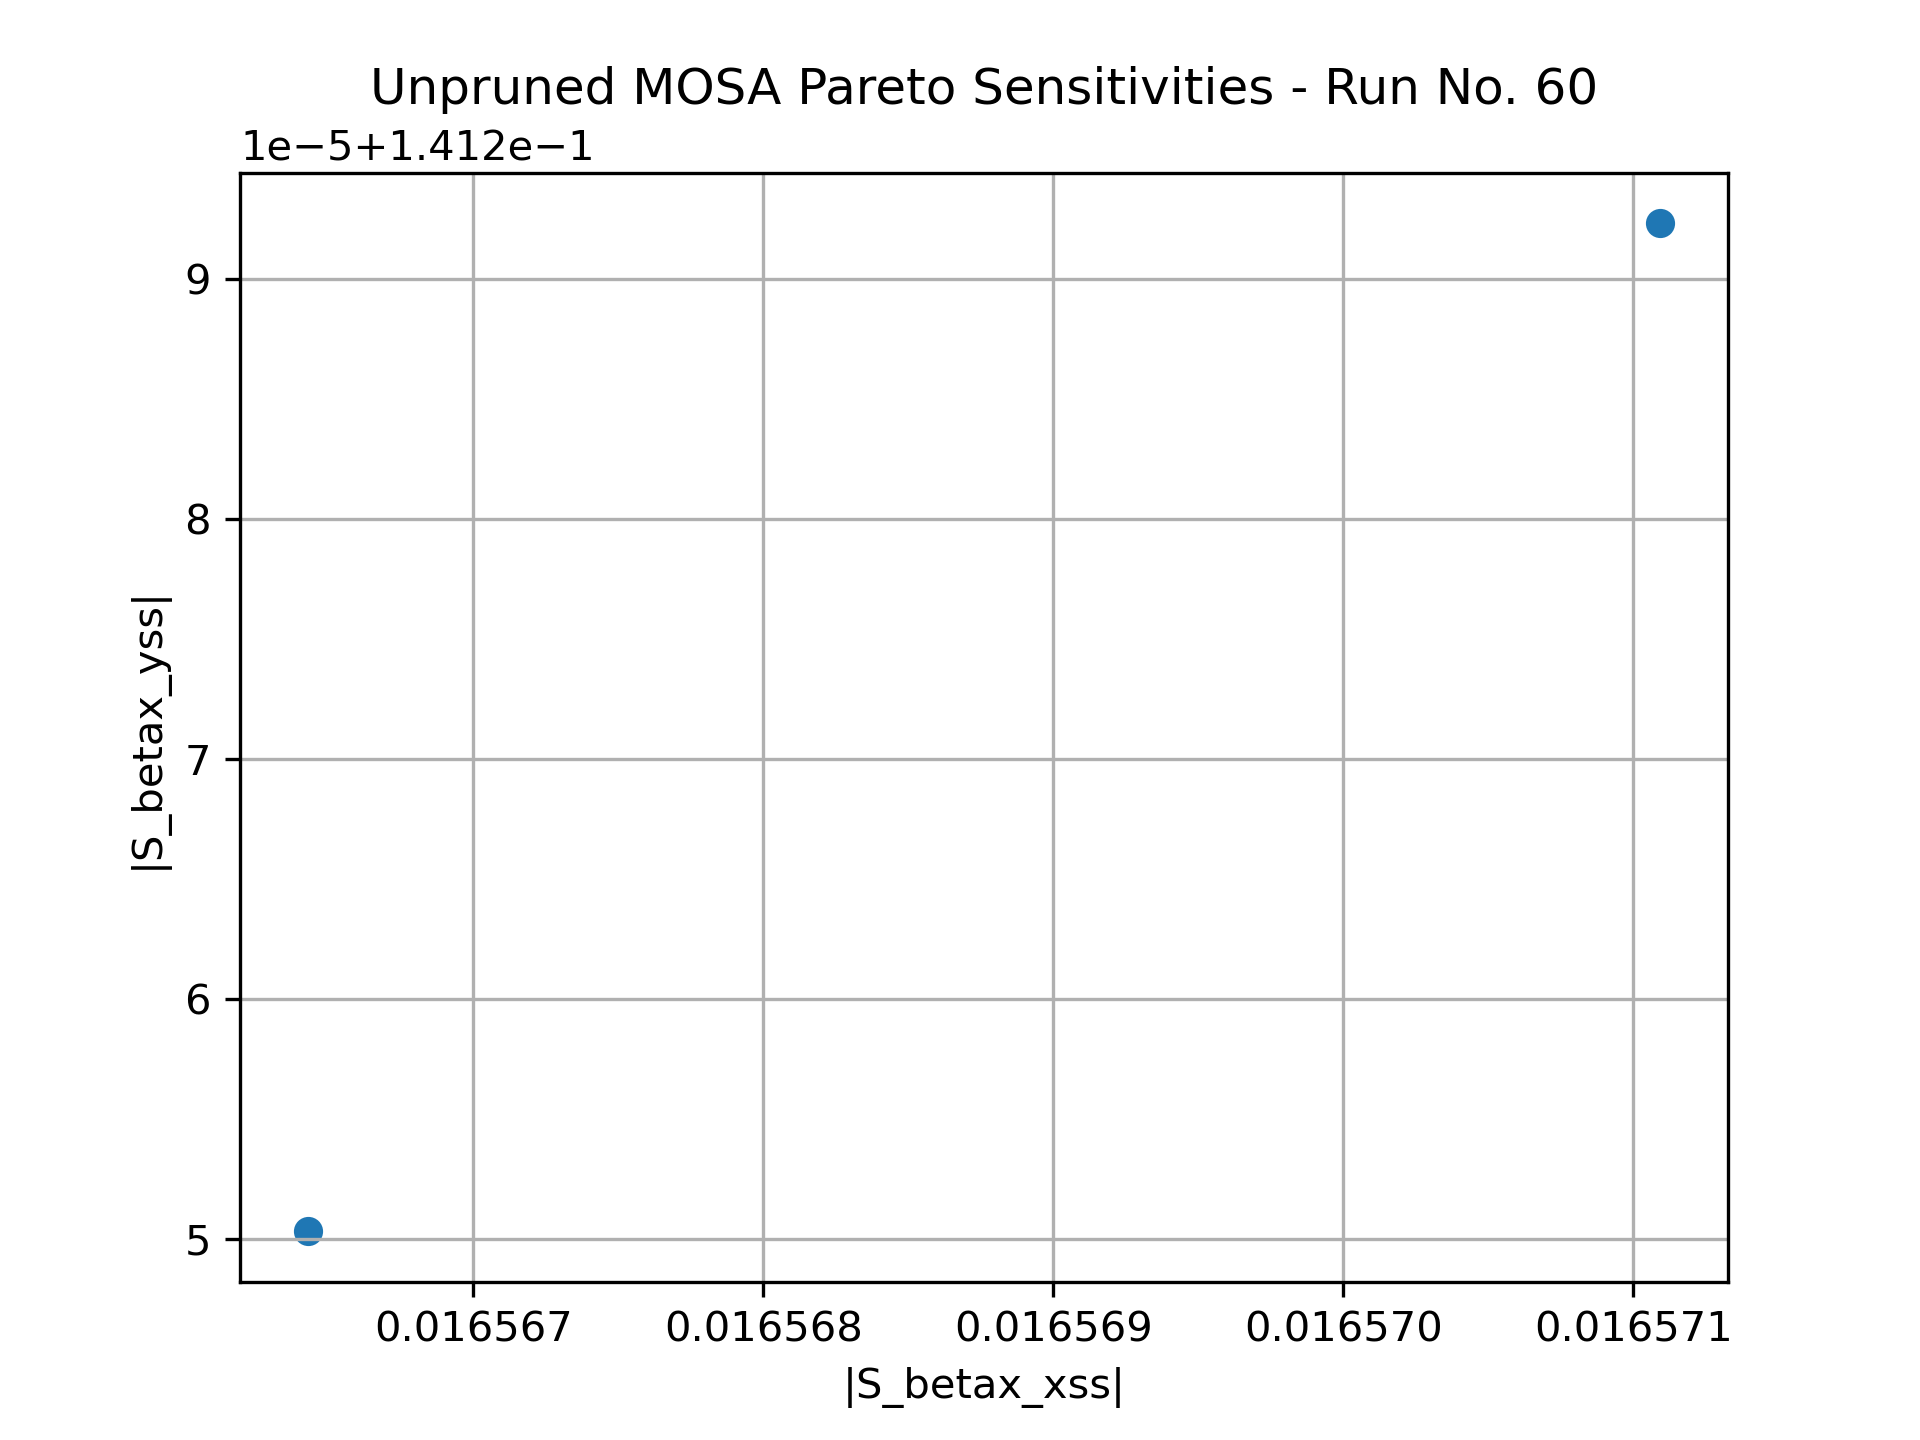 Unpruned MOSA Pareto Sensitivities - Run No. 60
1e−5+1.412e−1
9
8
7
6
5
|S_betax_yss|
0.016567 0.016568 0.016569 0.016570 0.016571
|S_betax_xss|